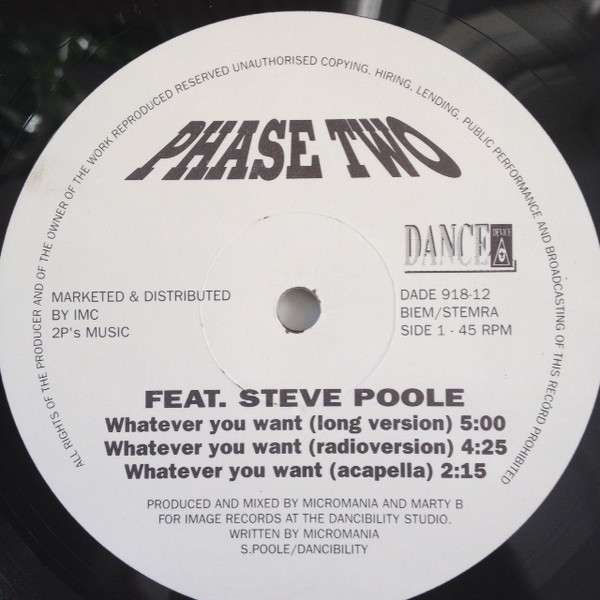 ALL RIGHTS OF THE PRODUCER AND OF THE OWNER OF THE WORK REPRODUCED RESERVED UNAUTHORISED COPYING, HIRING, LENDING, PUBLIC PERFORMANCE AND BROADCASTING OF THIS RECORD PROHIBITED
PHASE TWO
DANCE DEVICE
MARKETED & DISTRIBUTED
BY IMC
2P's MUSIC
DADE 918-12
BIEM/STEMRA
SIDE 1 - 45 RPM
FEAT. STEVE POOLE
Whatever you want (long version) 5:00
Whatever you want (radioversion) 4:25
Whatever you want (acapella) 2:15
PRODUCED AND MIXED BY MICROMANIA AND MARTY B
FOR IMAGE RECORDS AT THE DANCIBILITY STUDIO.
WRITTEN BY MICROMANIA
S.POOLE/DANCIBILITY